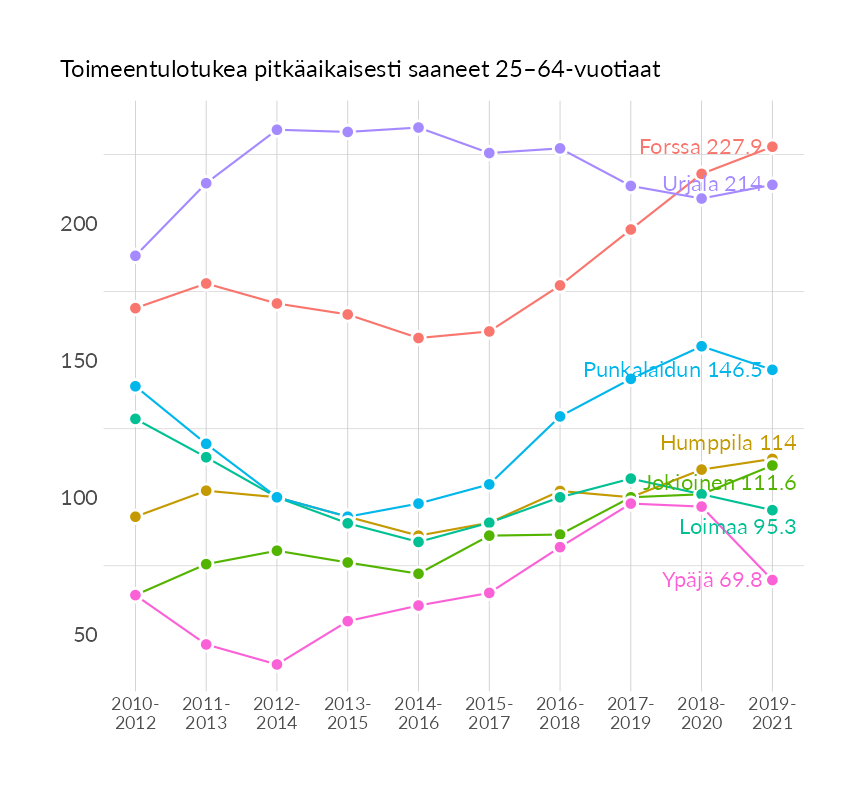 Toimeentulotukea pitkäaikaisesti saaneet 25–64-vuotiaat
Forssa 227.9
Urjala 214
200
150
Punkalaidun 146.5
Humppila 114
Jokioinen 111.6
100
Loimaa 95.3
Ypäjä 69.8
50
2010- 2011- 2012- 2013- 2014- 2015- 2016- 2017- 2018- 2019-
2012 2013 2014 2015 2016 2017 2018 2019 2020 2021